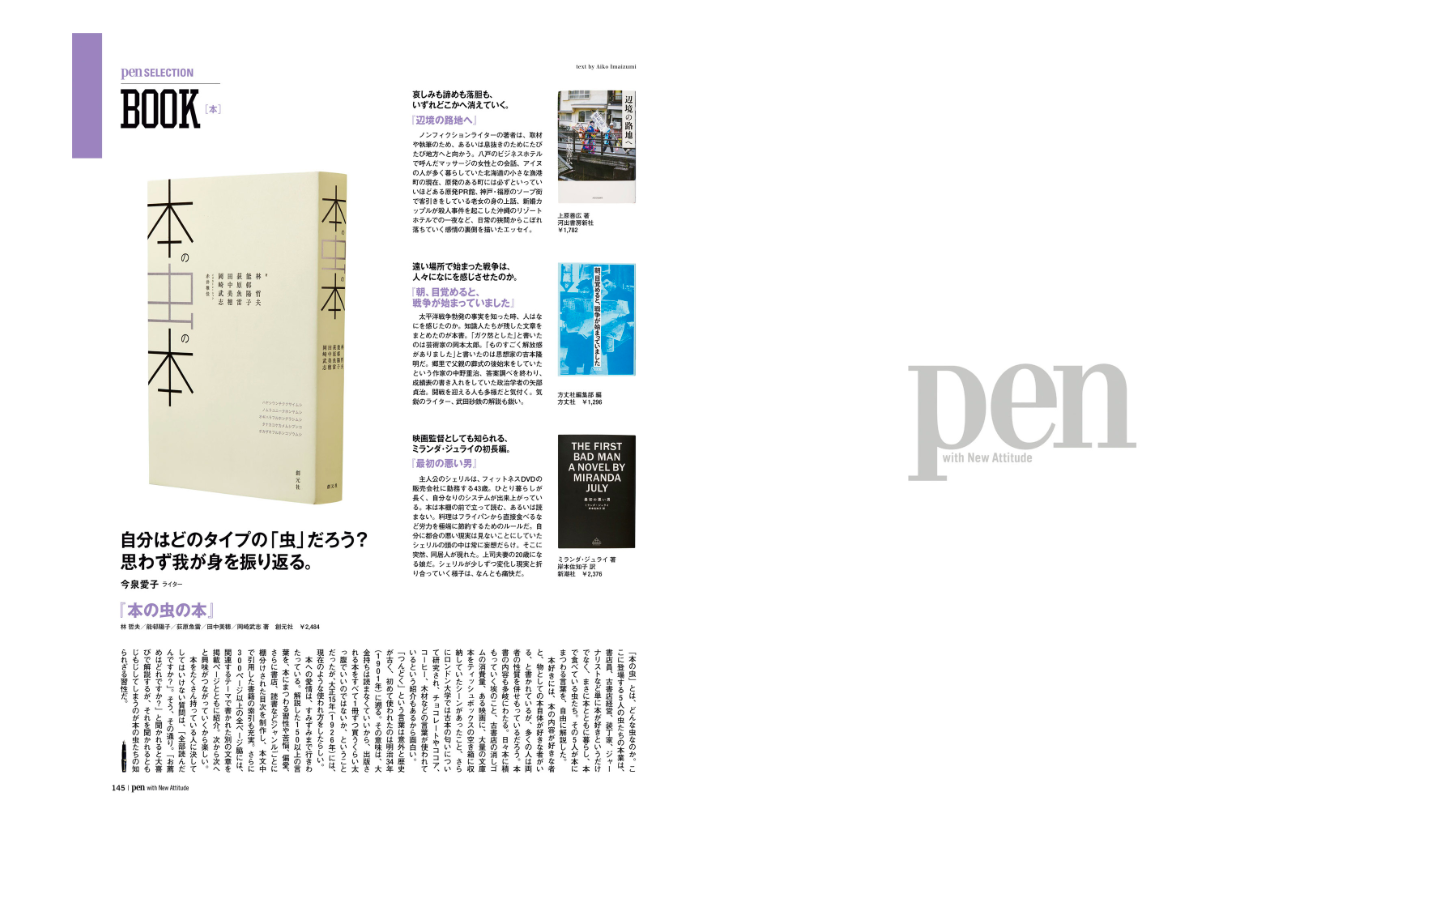 pen SELECTION
BOOK [本]
text by Aiko Imaizumi
本の虫の本
林 哲夫
能邨陽子
荻原魚雷
田中美穂
岡崎武志
創元社
自分はどのタイプの「虫」だろう?
思わず我が身を振り返る。
今泉愛子 ライター
『本の虫の本』
林 哲夫/能邨陽子/荻原魚雷/田中美穂/岡崎武志 著 創元社 ¥2,484
哀しみも諦めも落胆も、
いずれどこかへ消えていく。
『辺境の路地へ』
ノンフィクションライターの著者は、取材
や執筆のため、あるいは息抜きのためにたび
たび地方へと向かう。八戸のビジネスホテル
で呼んだマッサージの女性との会話、アイヌ
の人が多く暮らしていた北海道の小さな漁港
町の現在、原発のある町には必ずといってい
いほどある原発PR館、神戸・福原のソープ街
で客引きをしている老女の身の上話、新婚カ
ップルが殺人事件を起こした沖縄のリゾート
ホテルでの一夜など、日常の狭間からこぼれ
落ちていく感情の裏側を描いたエッセイ。
辺境の路地へ
上原善広 著
河出書房新社
¥1,782
遠い場所で始まった戦争は、
人々になにを感じさせたのか。
『朝、目覚めると、
戦争が始まっていました』
太平洋戦争勃発の事実を知った時、人はな
にを感じたのか。知識人たちが残した文章を
まとめたのが本書。「ガク然とした」と書いた
のは芸術家の岡本太郎。「ものすごく解放感
がありました」と書いたのは思想家の吉本隆
明だ。郷里で父親の葬式の後始末をしていた
という作家の中野重治、答案調べを終わり、
成績表の書き入れをしていた政治学者の矢部
貞治。開戦を迎える人も多様だと気付く。気
鋭のライター、武田砂鉄の解説も鋭い。
朝、目覚めると、戦争が始まっていました
方丈社編集部 編
方丈社 ¥1,296
映画監督としても知られる、
ミランダ・ジュライの初長編。
『最初の悪い男』
主人公のシェリルは、フィットネスDVDの
販売会社に勤務する43歳。ひとり暮らしが
長く、自分なりのシステムが出来上がってい
る。本は本棚の前で立って読む、あるいは読
まない。料理はフライパンから直接食べるな
ど労力を極端に節約するためのルールだ。自
分に都合の悪い現実は見ないことにしていた
シェリルの頭の中は常に妄想だらけ。そこに
突然、同居人が現れた。上司夫妻の20歳にな
る娘だ。シェリルが少しずつ変化し現実と折
り合っていく様子は、なんとも痛快だ。
THE FIRST
BAD MAN
A NOVEL BY
MIRANDA
JULY
最初の悪い男
ミランダ・ジュライ 著
岸本佐知子 訳
新潮社 ¥2,376
「本の虫」とは、どんな虫なのか。こ
こに登場する5人の虫たちの本業は、
書店員、古書店経営、装丁家、ジャー
ナリストなど単に本が好きというだけ
でなく、まさに本とともに暮らし、本
で食べている虫たち。その5人が本に
まつわる言葉を、自由に解説した。
本好きには、本の内容が好きな者
と、物としての本自体が好きな者がい
る、と書かれているが、多くの人は両
者の性質を併せもっているだろう。本
書の内容も多岐にわたる。日々本に積
もっていく埃のこと、古書店の消しゴ
ムの消費量、ある映画に、大量の文庫
本をティッシュボックスの空き箱に収
納していたシーンがあったこと、さら
にロンドン大学では古本の匂いについ
て研究され、チョコレートやココア、
コーヒー、木材などの言葉が使われて
いるという紹介もあるから面白い。
「つんどく」という言葉は意外と歴史
が古く、初めて使われたのは明治34年
(1901年)に遡る。その意味は、大
金持ちは読まなくていいから、出版さ
れる本をすべて1冊ずつ買うくらい太
っ腹でいいのではないか、ということ
だったが、大正15年(1926年)には、
現在のような使われ方をしたらしい。
本への愛情は、すみずみまで行きわ
たっている。解説した150以上の言
葉を、本にまつわる習性や苦悩、偏愛、
さらに書店、読書などジャンルごとに
棚分けされた目次を制作し、本文中
で引用した書籍の索引も充実。さらに
300ページ以上の全ページ脇には、
関連するテーマで書かれた別の文章を
掲載ページとともに紹介。次から次へ
と興味がつながっていくから楽しい。
本をたくさん持っている人に決して
してはいけない質問は、「全部読んだ
んですか?」。そう、その通り。「お薦
めはどれですか?」と聞かれると大喜
びで解説するが、それを聞かれるとも
じもじしてしまうのが本の虫たちの知
られざる習性だ。
145 | pen with New Attitude
pen
with New Attitude